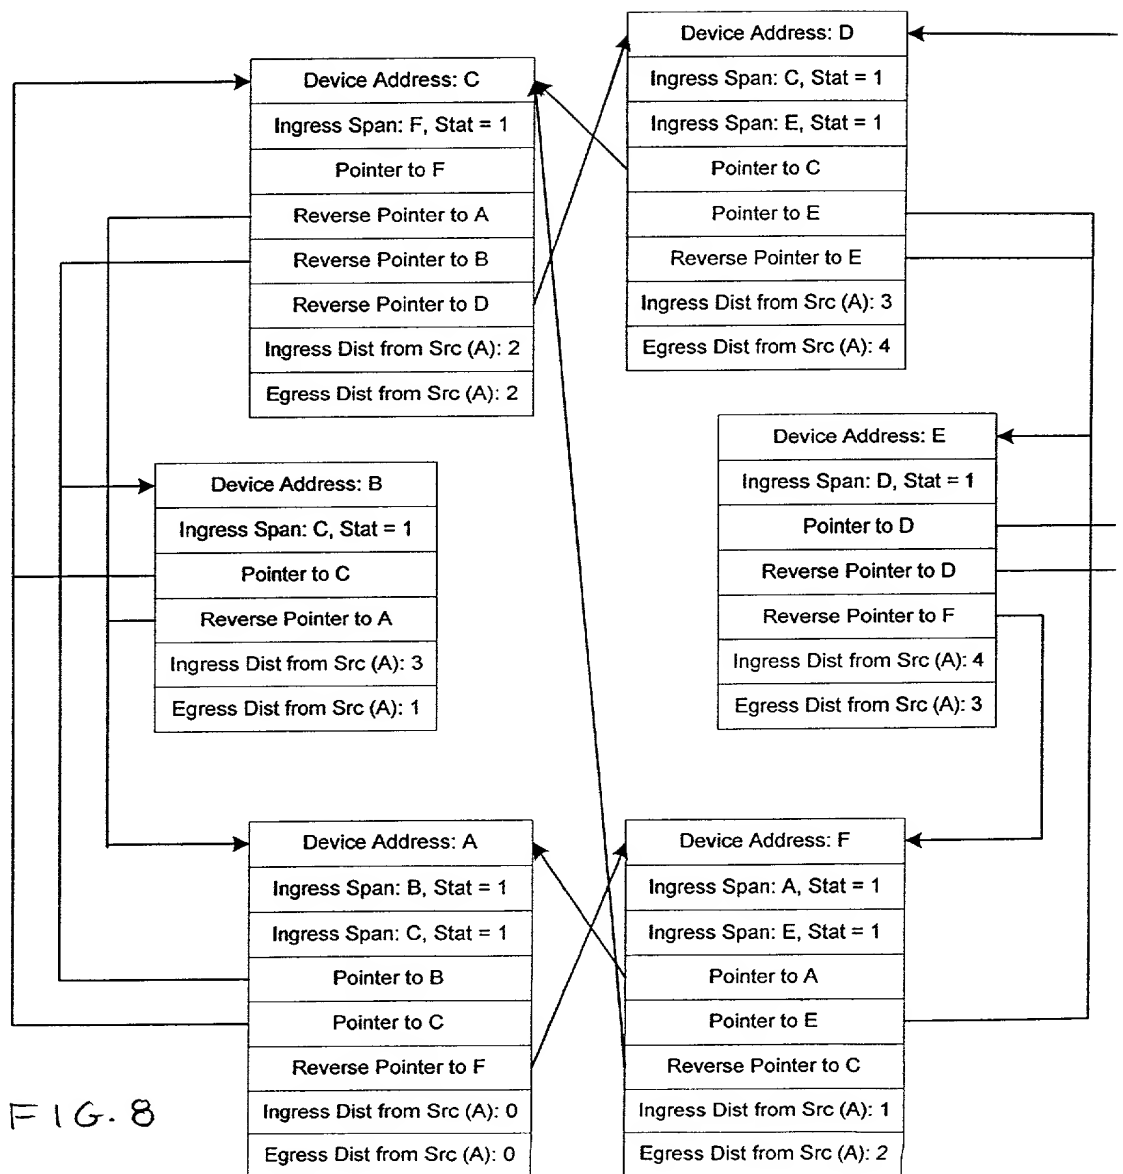 Device Address: D
Ingress Span: C, Stat = 1
Ingress Span: E, Stat = 1
Pointer to C
Pointer to E
Reverse Pointer to E
Ingress Dist from Src (A): 3
Egress Dist from Src (A): 4
Device Address: C
Ingress Span: F, Stat = 1
Pointer to F
Reverse Pointer to A
Reverse Pointer to B
Reverse Pointer to D
Ingress Dist from Src (A): 2
Egress Dist from Src (A): 2
Device Address: E
Ingress Span: D, Stat = 1
Pointer to D
Reverse Pointer to D
Reverse Pointer to F
Ingress Dist from Src (A): 4
Egress Dist from Src (A): 3
Device Address: B
Ingress Span: C, Stat = 1
Pointer to C
Reverse Pointer to A
Ingress Dist from Src (A): 3
Egress Dist from Src (A): 1
Device Address: A
Ingress Span: B, Stat = 1
Ingress Span: C, Stat = 1
Pointer to B
Pointer to C
Reverse Pointer to F
Ingress Dist from Src (A): 0
Egress Dist from Src (A): 0
Device Address: F
Ingress Span: A, Stat = 1
Ingress Span: E, Stat = 1
Pointer to A
Pointer to E
Reverse Pointer to C
Ingress Dist from Src (A): 1
Egress Dist from Src (A): 2
FIG. 8